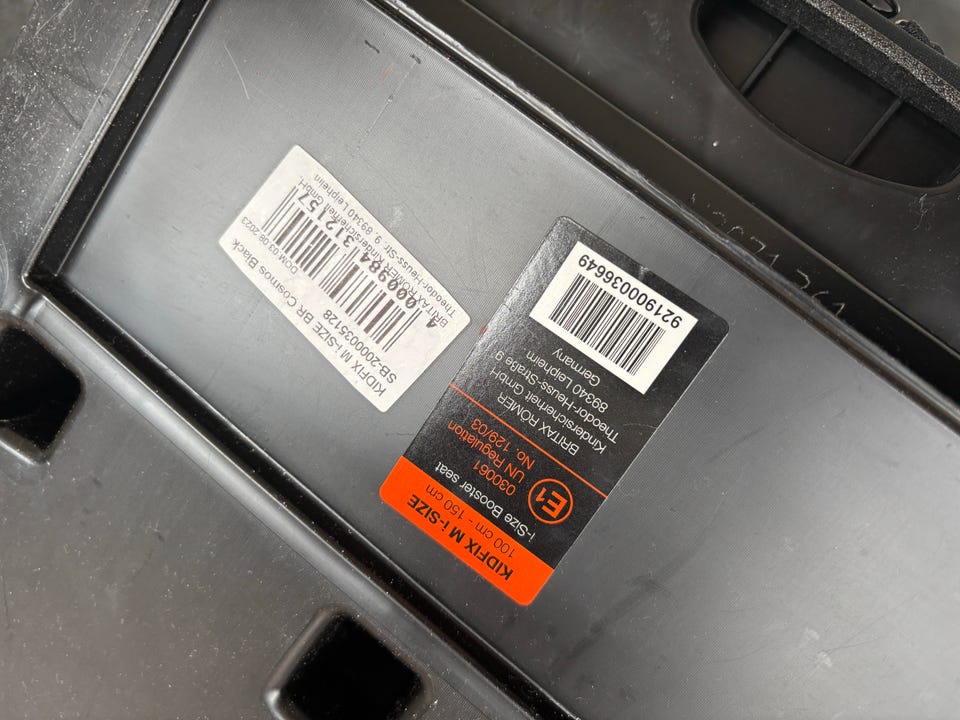 KIDFIX M i-SIZE BR Cosmos Black
SB-2000035128 DOM 03.08.2023
4 000984 312157
BRITAX RÖMER Kindersicherheit GmbH,
Theodor-Heuss-Str. 9, 89340 Leipheim
KIDFIX M i-SIZE
100 cm - 150 cm
i-Size Booster seat
E1
030061
UN Regulation
No. 129/03
BRITAX RÖMER
Kindersicherheit GmbH
Theodor-Heuss-Straße 9
89340 Leipheim
Germany
921900036649